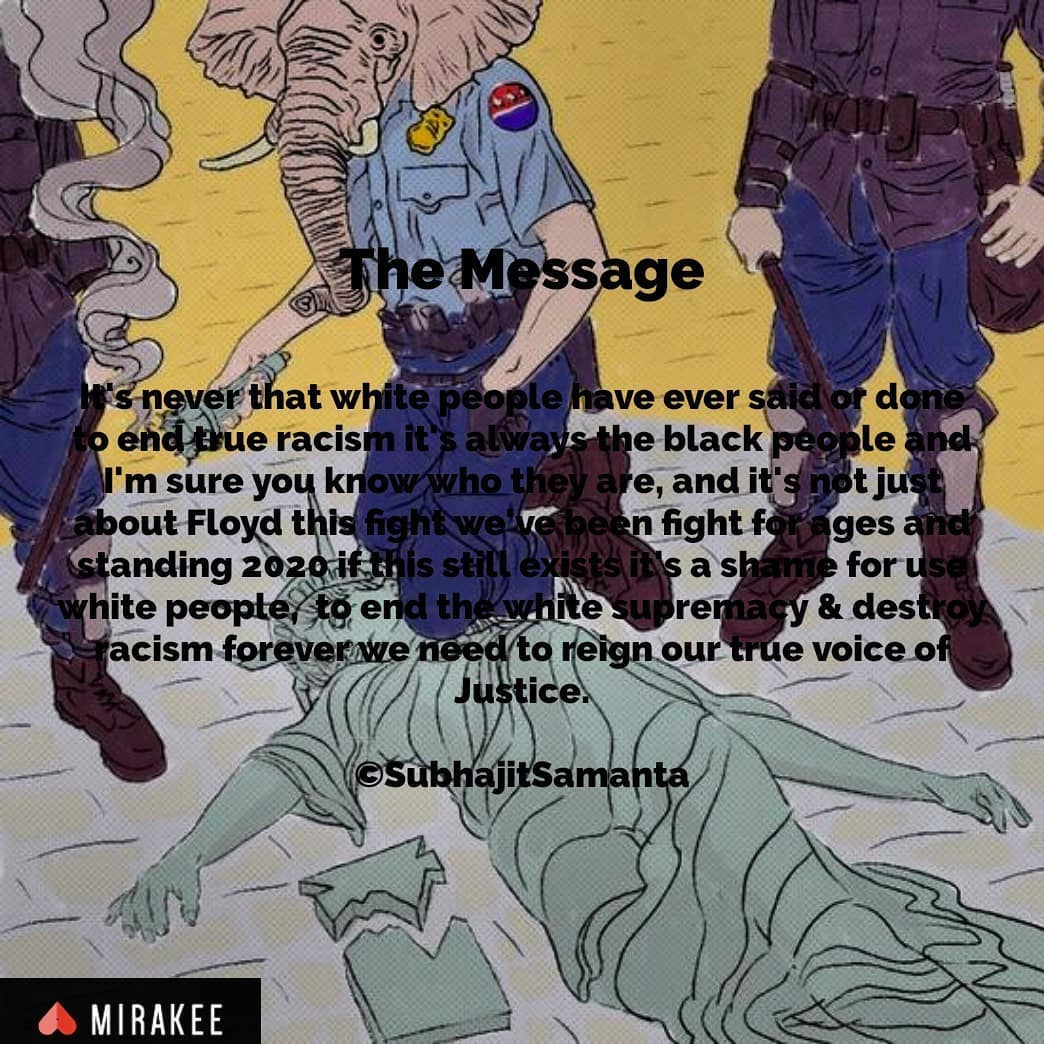 The Message
It's never that white people have ever said or done
to end true racism it's always the black people and
I'm sure you know who they are, and it's not just
about Floyd this fight we've been fight for ages and
standing 2020 if this still exists it's a shame for use
white people, to end the white supremacy & destroy
racism forever we need to reign our true voice of
Justice.
©SubhajitSamanta
MIRAKEE